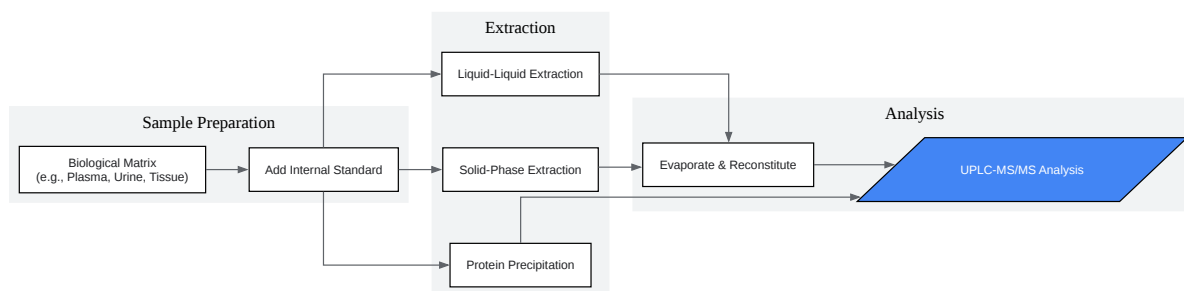 Extraction
Liquid-Liquid Extraction
Sample Preparation
Analysis
Biological Matrix
(e.g., Plasma, Urine, Tissue)
Add Internal Standard
Solid-Phase Extraction
Evaporate & Reconstitute
UPLC-MS/MS Analysis
Protein Precipitation